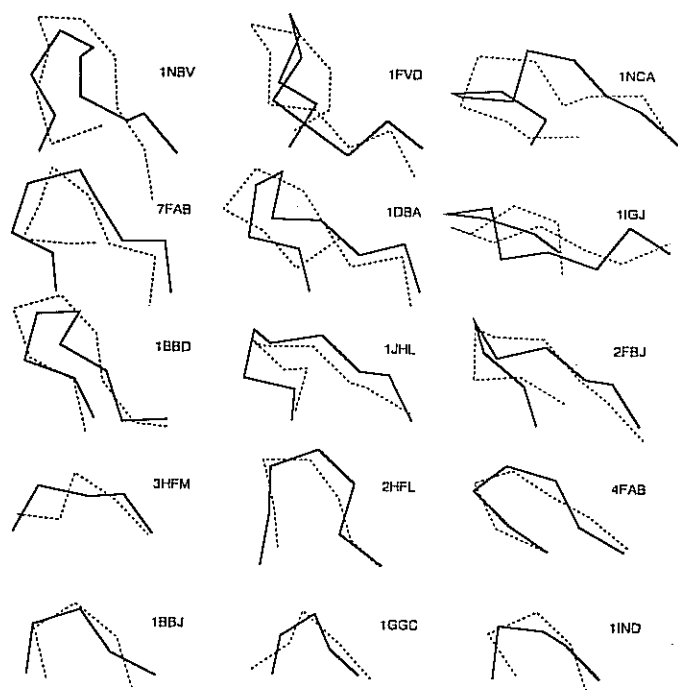 1NBV
1FVD
1NCA
7FAB
1DBA
1IGJ
1BBD
1JHL
2FBJ
3HFM
2HFL
4FAB
1BBJ
1GGC
1IND